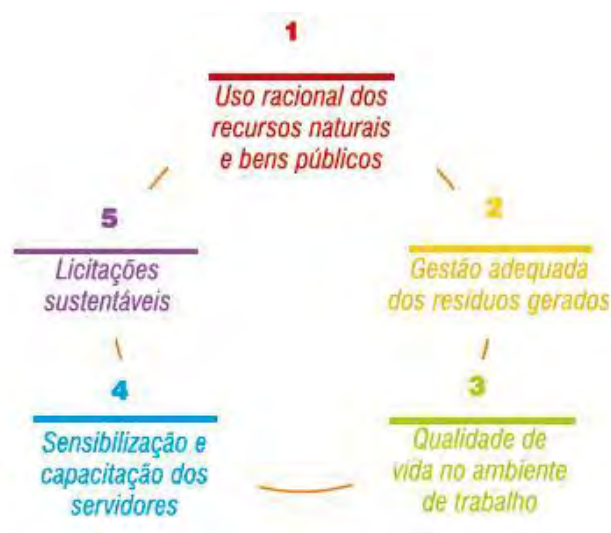 1
Uso racional dos
recursos naturais
e bens públicos
2
Gestão adequada
dos resíduos gerados
3
Qualidade de
vida no ambiente
de trabalho
4
Sensibilização e
capacitação dos
servidores
5
Licitações
sustentáveis